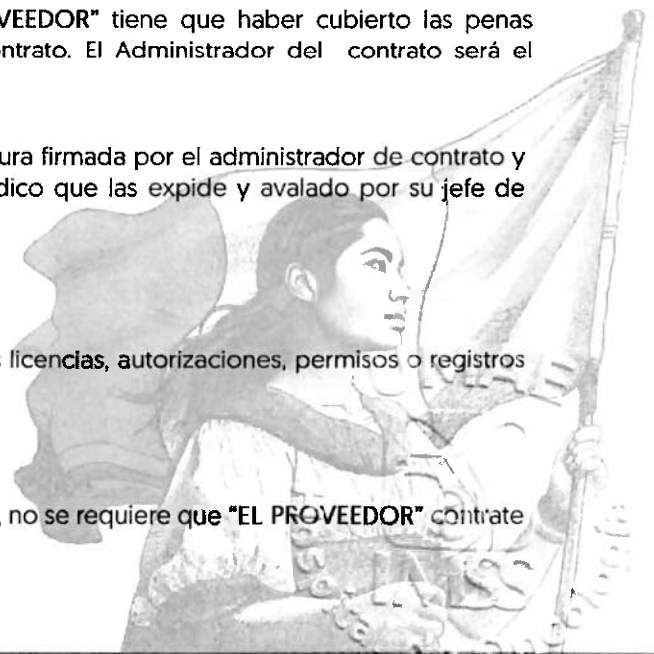 VEEDOR" tiene que haber cubierto las penas
ntrato. El Administrador del contrato será el
ura firmada por el administrador de contrato y
dico que las expide y avalado por su jefe de
licencias, autorizaciones, permisos o registros
, no se requiere que "EL PROVEEDOR" contrate